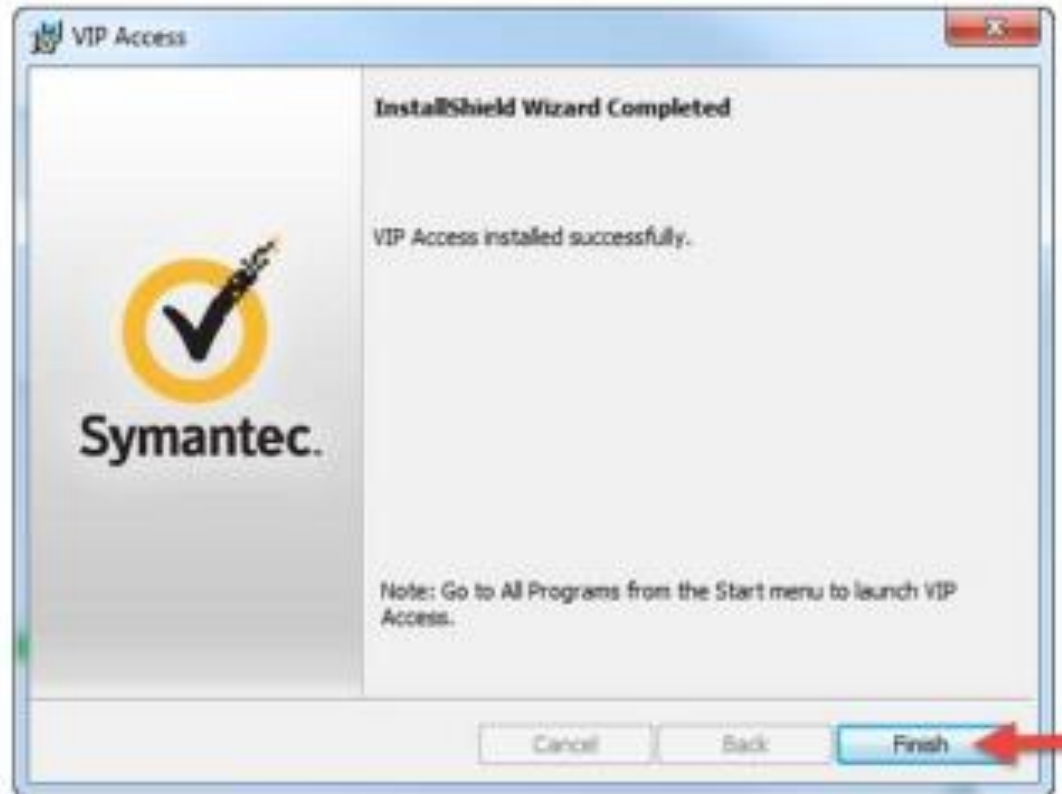 VIP Access
InstallShield Wizard Completed
VIP Access installed successfully.
Symantec.
Note: Go to All Programs from the Start menu to launch VIP
Access.
Cancel
Back
Finish